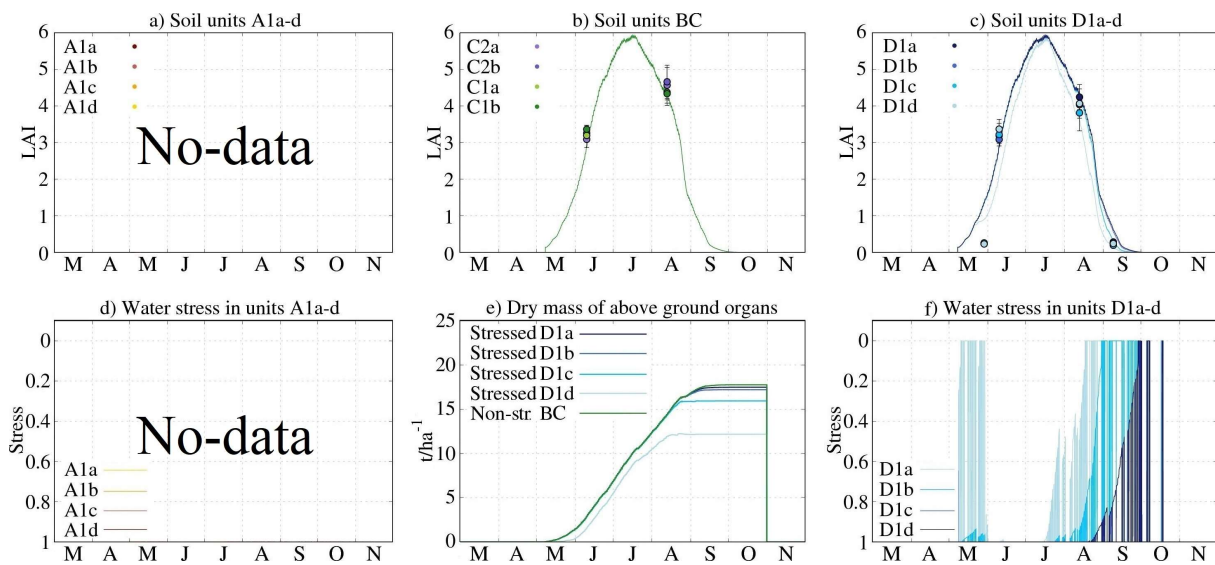 a) Soil units A1a-d
6
5
4
3
2
1
0
LAI
A1a
A1b
A1c
A1d
No-data
M A M J J A S O N
b) Soil units BC
6
5
4
3
2
1
0
LAI
C2a
C2b
C1a
C1b
M A M J J A S O N
c) Soil units D1a-d
6
5
4
3
2
1
0
LAI
D1a
D1b
D1c
D1d
M A M J J A S O N
d) Water stress in units A1a-d
0
0.2
0.4
0.6
0.8
1
Stress
No-data
A1a
A1b
A1c
A1d
M A M J J A S O N
e) Dry mass of above ground organs
25
20
15
10
5
0
t/ha⁻¹
Stressed D1a
Stressed D1b
Stressed D1c
Stressed D1d
Non-str. BC
M A M J J A S O N
f) Water stress in units D1a-d
0
0.2
0.4
0.6
0.8
1
Stress
D1a
D1b
D1c
D1d
M A M J J A S O N